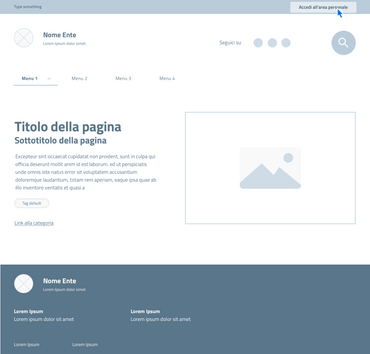 Type something
Accedi all'area personale
Nome Ente
Lorem ipsum dolor amet
Seguici su
Menu 1
Menu 2
Menu 3
Menu 4
Titolo della pagina
Sottotitolo della pagina
Excepteur sint occaecat cupidatat non proident, sunt in culpa qui
officia deserunt mollit anim id est laborum. ed ut perspiciatis
unde omnis iste natus error sit voluptatem accusantium
doloremque laudantium, totam rem aperiam, eaque ipsa quae ab
illo inventore veritatis et quasi a.
Tag default
Link alla categoria
Nome Ente
Lorem ipsum dolor amet
Lorem Ipsum
Lorem Ipsum
Lorem ipsum dolor sit amet
Lorem ipsum dolor sit amet
Lorem Ipsum
Lorem Ipsum